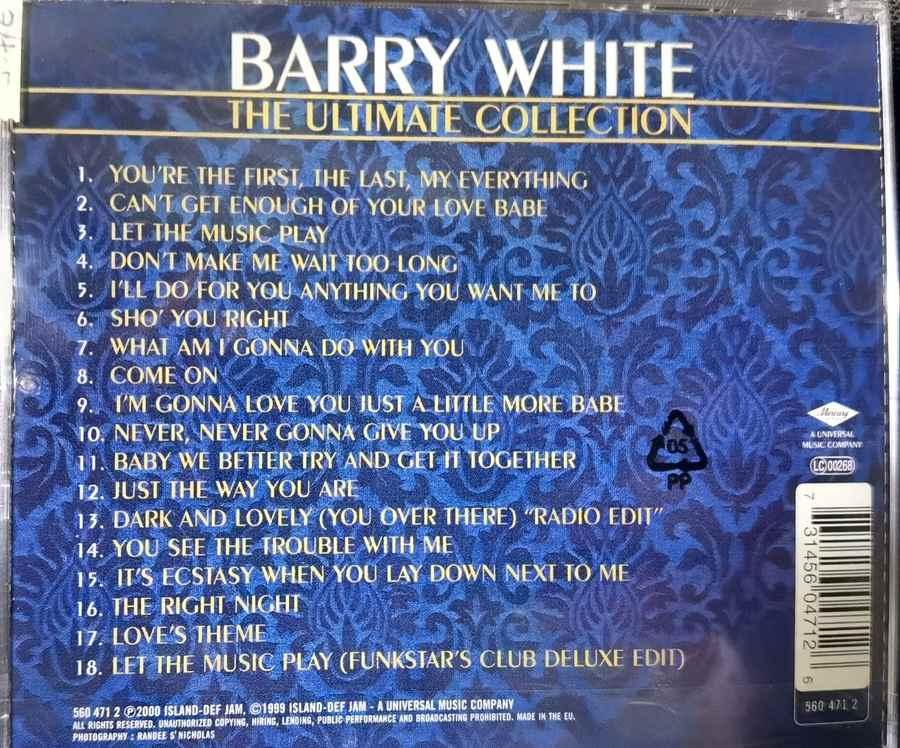 BARRY WHITE
THE ULTIMATE COLLECTION
1. YOU'RE THE FIRST, THE LAST, MY EVERYTHING
2. CAN'T GET ENOUGH OF YOUR LOVE BABE
3. LET THE MUSIC PLAY
4. DON'T MAKE ME WAIT TOO LONG
5. I'LL DO FOR YOU ANYTHING YOU WANT ME TO
6. SHO' YOU RIGHT
7. WHAT AM I GONNA DO WITH YOU
8. COME ON
9. I'M GONNA LOVE YOU JUST A LITTLE MORE BABE
10. NEVER, NEVER GONNA GIVE YOU UP
11. BABY WE BETTER TRY AND GET IT TOGETHER
12. JUST THE WAY YOU ARE
13. DARK AND LOVELY (YOU OVER THERE) "RADIO EDIT"
14. YOU SEE THE TROUBLE WITH ME
15. IT'S ECSTASY WHEN YOU LAY DOWN NEXT TO ME
16. THE RIGHT NIGHT
17. LOVE'S THEME
18. LET THE MUSIC PLAY (FUNKSTAR'S CLUB DELUXE EDIT)
05
PP
Mercury
A UNIVERSAL
MUSIC COMPANY
LC 00268
7 31456 04712 6
560 471 2
560 471 2 ℗2000 ISLAND-DEF JAM, ©1999 ISLAND-DEF JAM - A UNIVERSAL MUSIC COMPANY
ALL RIGHTS RESERVED. UNAUTHORIZED COPYING, HIRING, LENDING, PUBLIC PERFORMANCE AND BROADCASTING PROHIBITED. MADE IN THE EU.
PHOTOGRAPHY : RANDEE S' NICHOLAS